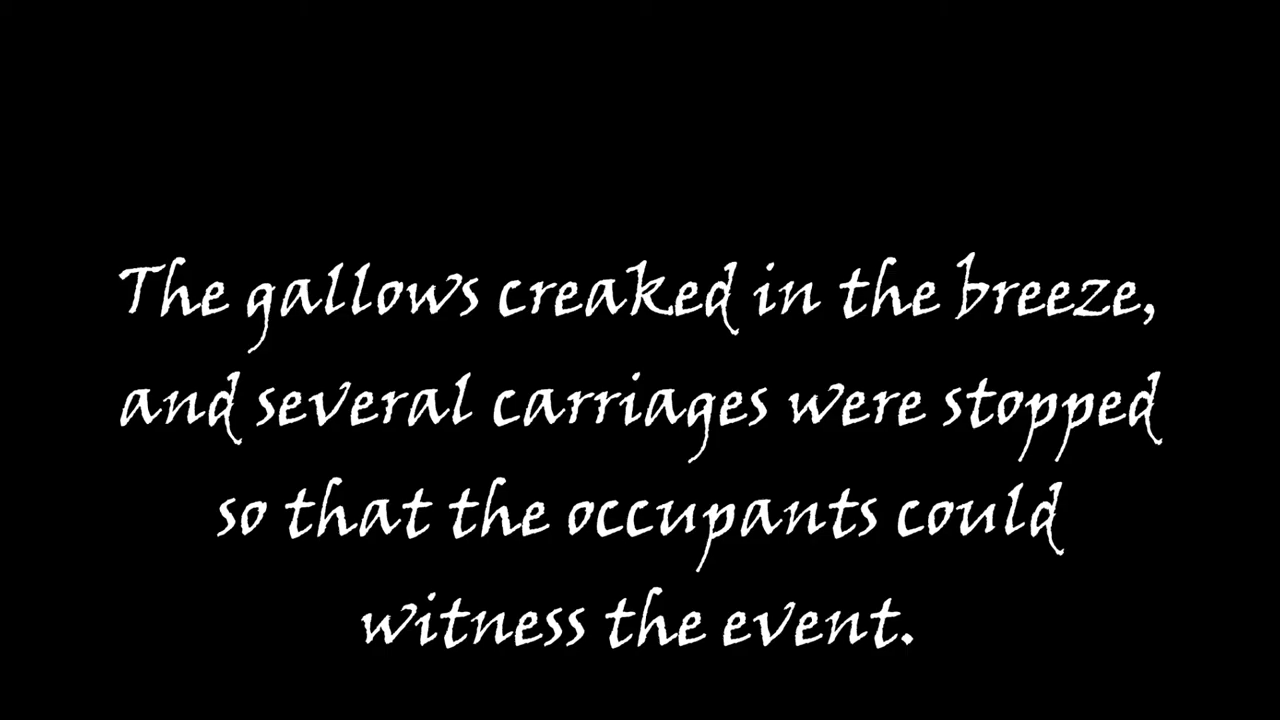 The gallows creaked in the breeze,
and several carriages were stopped
so that the occupants could
witness the event.